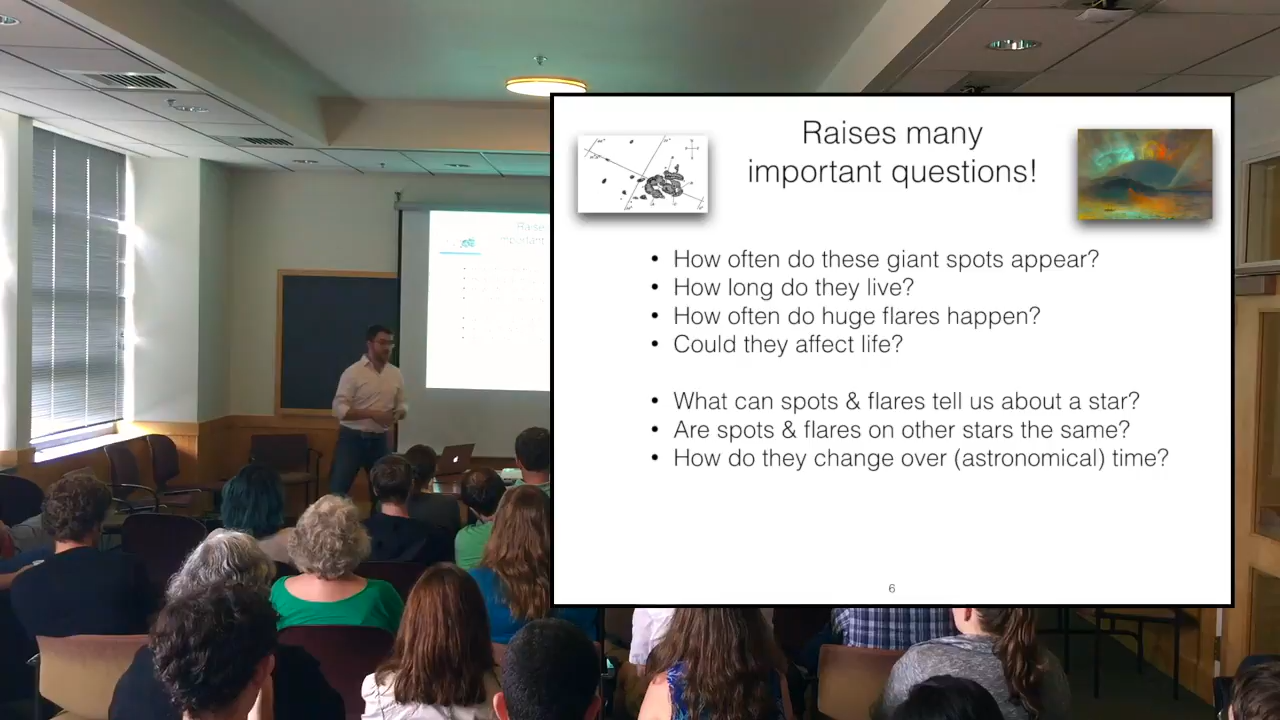 Raises many
important questions!
• How often do these giant spots appear?
• How long do they live?
• How often do huge flares happen?
• Could they affect life?
• What can spots & flares tell us about a star?
• Are spots & flares on other stars the same?
• How do they change over (astronomical) time?
6
Raise
important